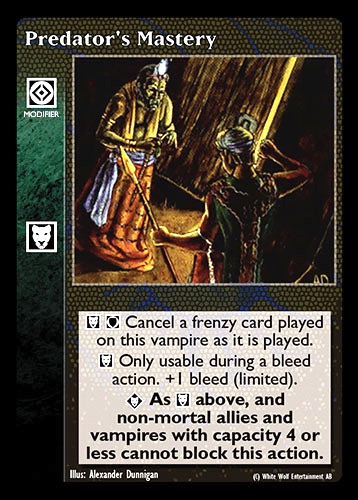 Predator's Mastery
MODIFIER
Cancel a frenzy card played
on this vampire as it is played.
Only usable during a bleed
action. +1 bleed (limited).
As above, and
non-mortal allies and
vampires with capacity 4 or
less cannot block this action.
AD
Illus: Alexander Dunnigan
(C) White Wolf Entertainment AB